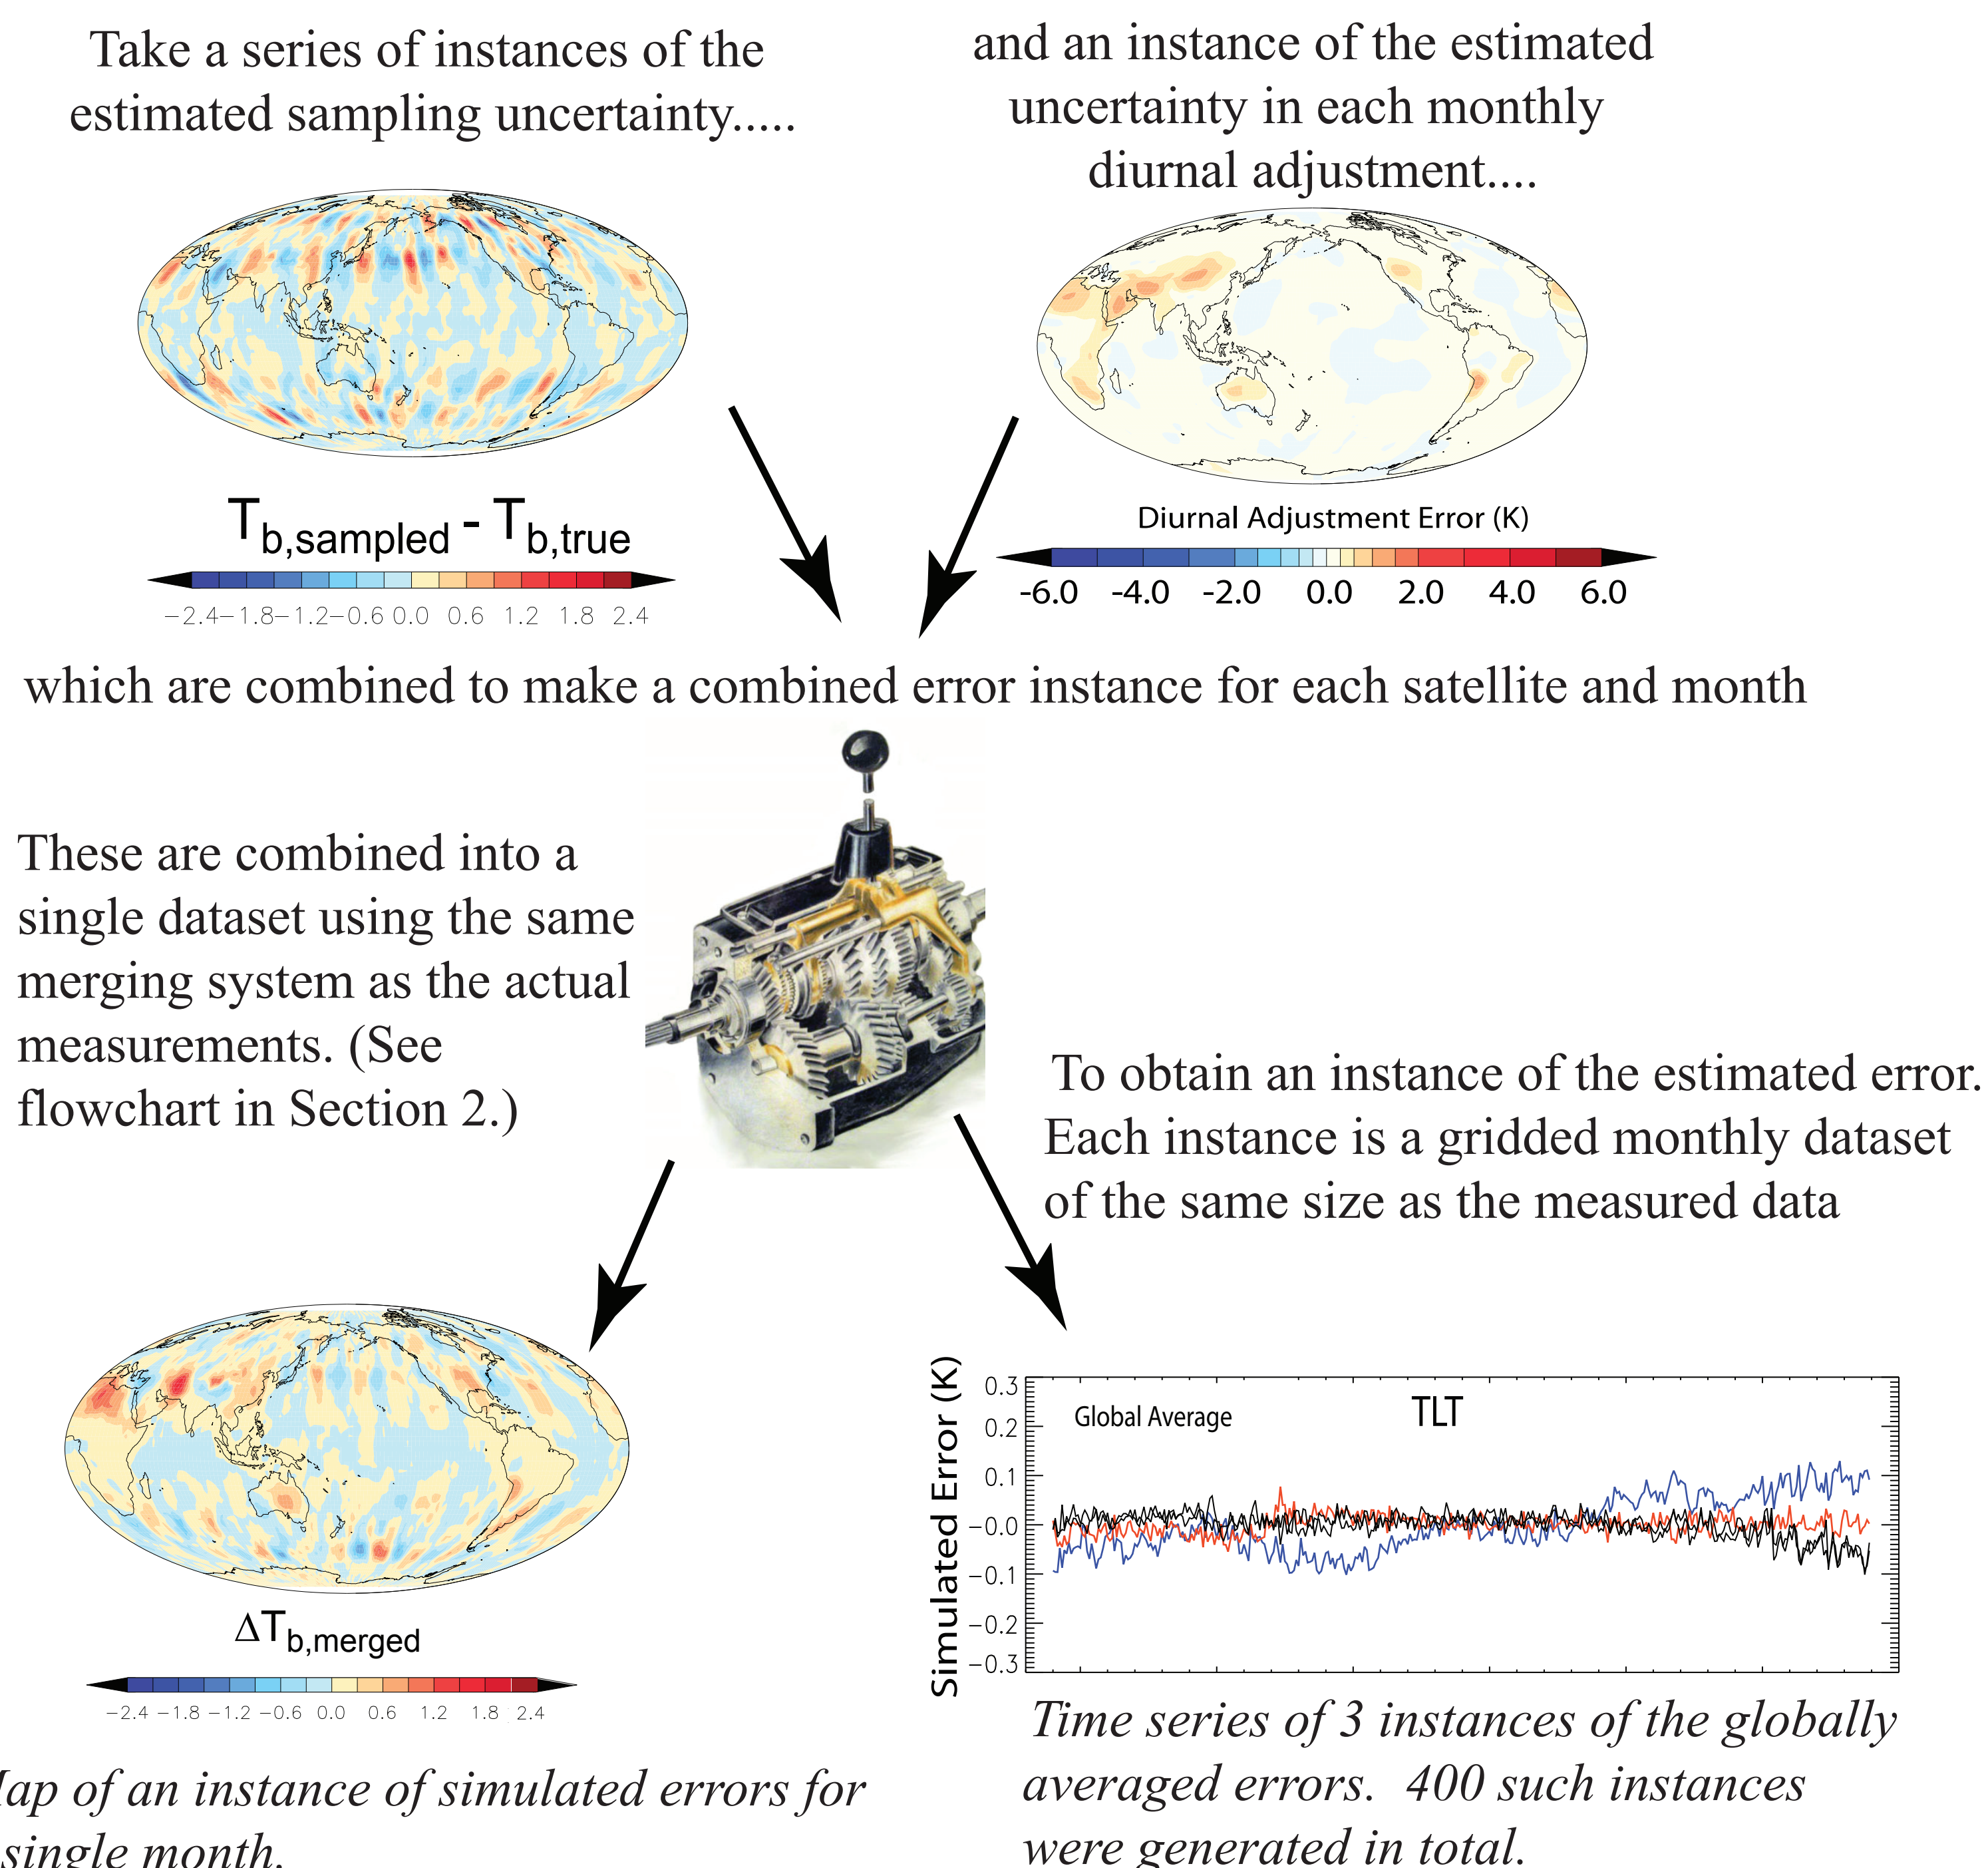 Take a series of instances of the
estimated sampling uncertainty.....
and an instance of the estimated
uncertainty in each monthly
diurnal adjustment....
Tb,sampled - Tb,true
−2.4 −1.8 −1.2 −0.6 0.0 0.6 1.2 1.8 2.4
Diurnal Adjustment Error (K)
-6.0 -4.0 -2.0 0.0 2.0 4.0 6.0
which are combined to make a combined error instance for each satellite and month
These are combined into a
single dataset using the same
merging system as the actual
measurements. (See
flowchart in Section 2.)
To obtain an instance of the estimated error.
Each instance is a gridded monthly dataset
of the same size as the measured data
ΔTb,merged
−2.4 −1.8 −1.2 −0.6 0.0 0.6 1.2 1.8 2.4
Simulated Error (K)
0.3
0.2
0.1
−0.0
−0.1
−0.2
−0.3
Global Average
TLT
Time series of 3 instances of the globally
averaged errors.  400 such instances
were generated in total.
ap of an instance of simulated errors for
single month.